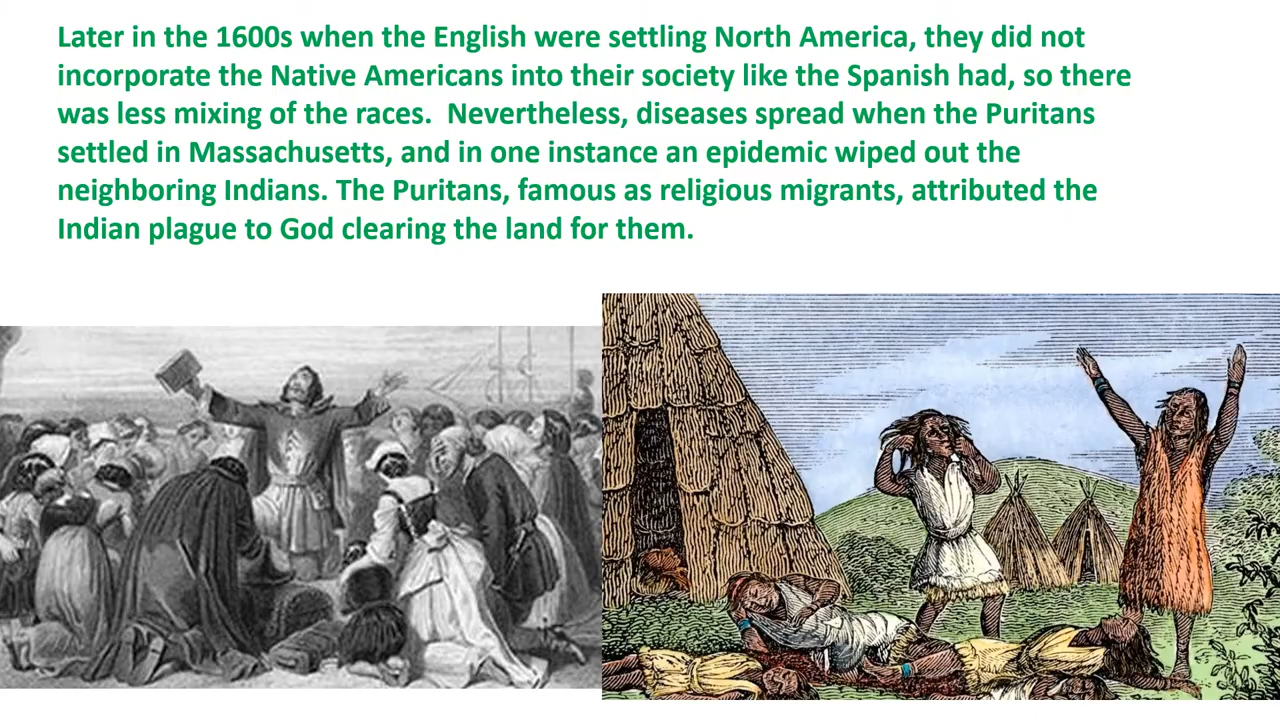 Later in the 1600s when the English were settling North America, they did not
incorporate the Native Americans into their society like the Spanish had, so there
was less mixing of the races.  Nevertheless, diseases spread when the Puritans
settled in Massachusetts, and in one instance an epidemic wiped out the
neighboring Indians. The Puritans, famous as religious migrants, attributed the
Indian plague to God clearing the land for them.